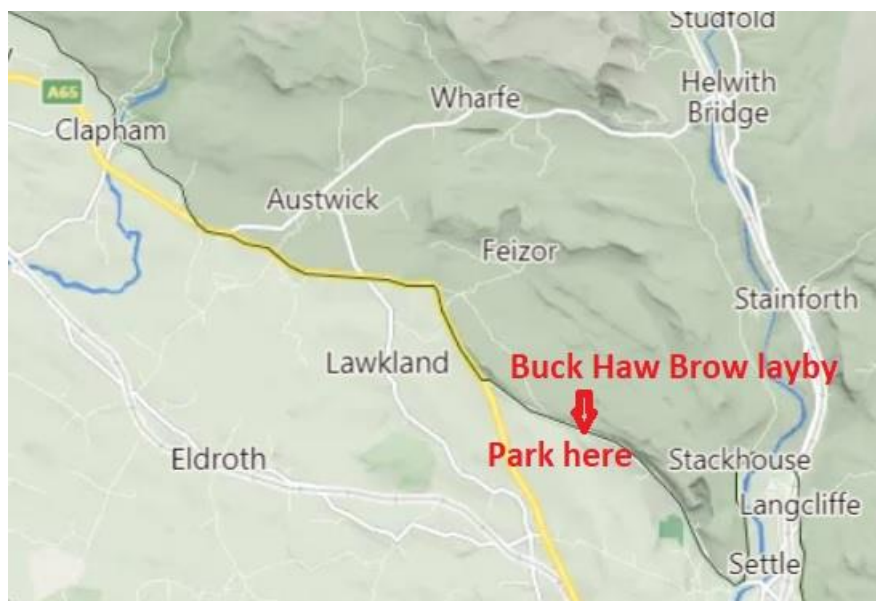 Studfold
Helwith
Bridge
A65
Wharfe
Clapham
Austwick
Feizor
Stainforth
Lawkland
Buck Haw Brow layby
Park here
Stackhouse
Eldroth
Langcliffe
Settle